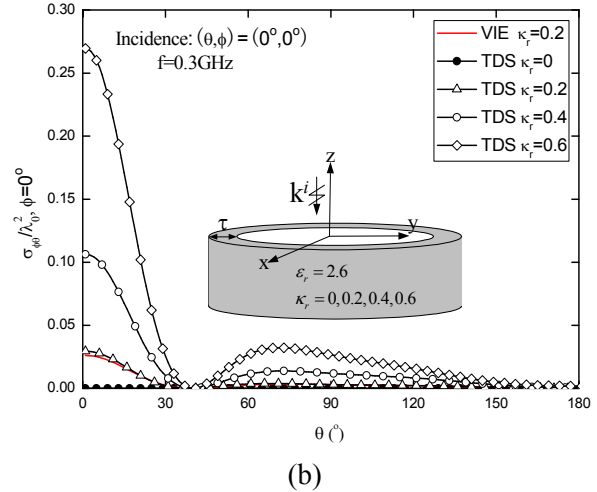 Incidence: (θ,ϕ) = (0°,0°)
f=0.3GHz
VIE κr=0.2
TDS κr=0
TDS κr=0.2
TDS κr=0.4
TDS κr=0.6
0.30
0.25
0.20
0.15
0.10
0.05
0.00
σϕθ/λ0², ϕ=0°
z
kⁱ
τ
y
x
εr = 2.6
κr = 0, 0.2, 0.4, 0.6
0 30 60 90 120 150 180
θ (°)
(b)